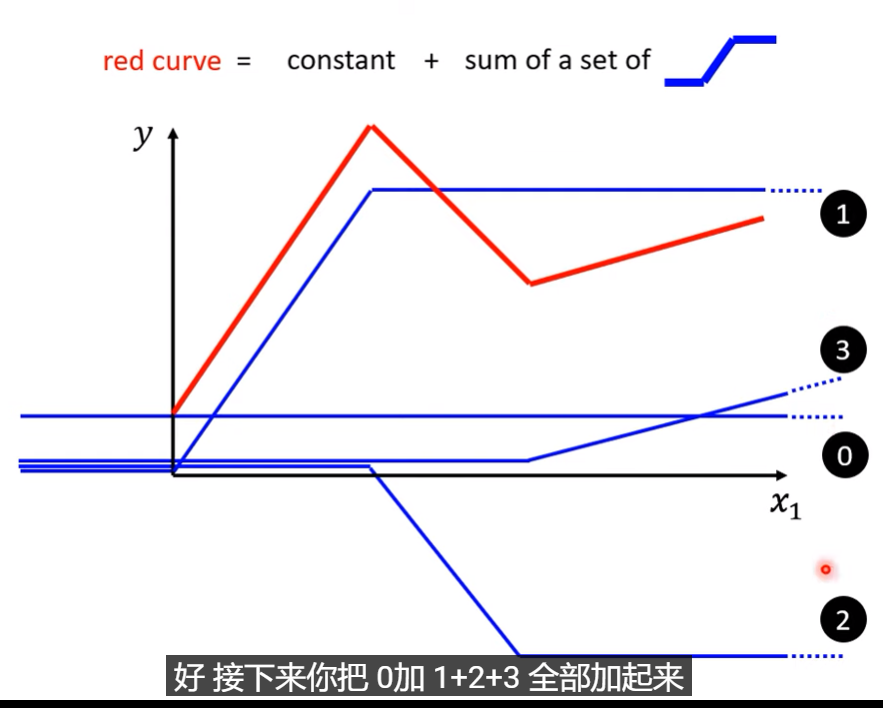 red curve = constant + sum of a set of
y
1
3
0
x₁
2
好 接下来你把 0加 1+2+3 全部加起来